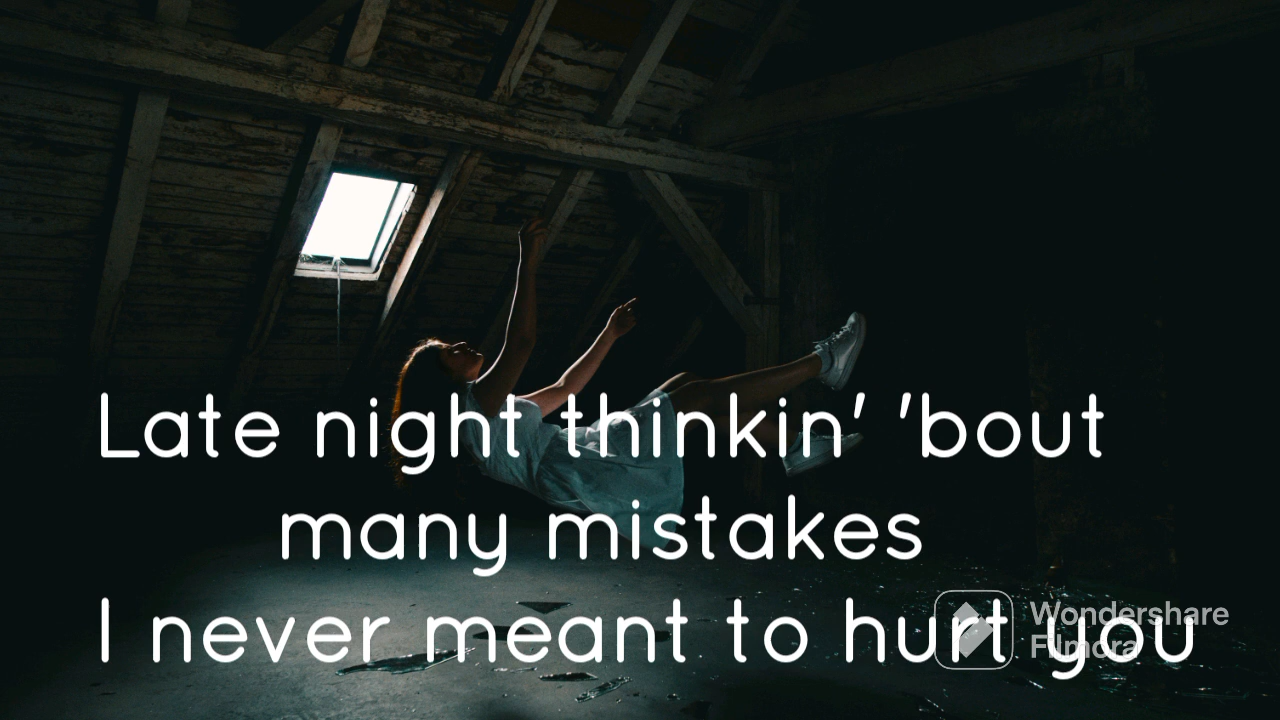 Late night thinkin' 'bout
many mistakes
I never meant to hurt you
Wondershare
Filmora